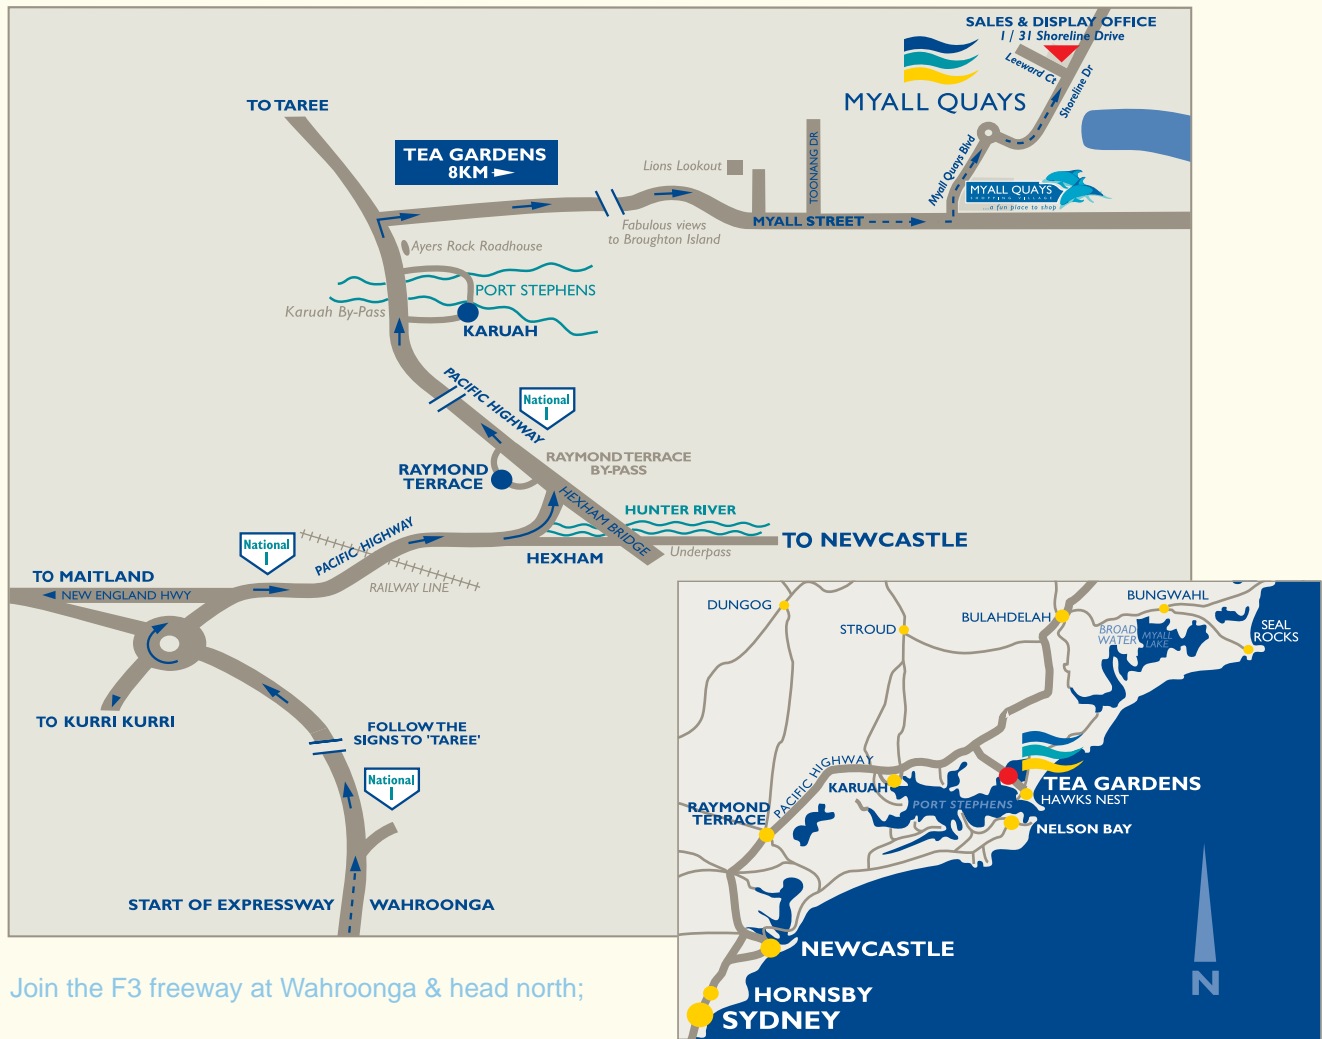 SALES & DISPLAY OFFICE
1 / 31 Shoreline Drive
Leeward Ct
Shoreline Dr
MYALL QUAYS
TO TAREE
TEA GARDENS
8KM
Lions Lookout
TOONANG DR
Myall Quays Blvd
MYALL QUAYS
SHOPPING VILLAGE
...a fun place to shop
MYALL STREET
Fabulous views
to Broughton Island
Ayers Rock Roadhouse
PORT STEPHENS
Karuah By-Pass
KARUAH
PACIFIC HIGHWAY
National
1
RAYMOND TERRACE
BY-PASS
RAYMOND
TERRACE
HEXHAM BRIDGE
HUNTER RIVER
TO NEWCASTLE
Underpass
HEXHAM
PACIFIC HIGHWAY
National
1
RAILWAY LINE
TO MAITLAND
NEW ENGLAND HWY
TO KURRI KURRI
FOLLOW THE
SIGNS TO 'TAREE'
National
1
START OF EXPRESSWAY
WAHROONGA
DUNGOG
STROUD
BULAHDELAH
BUNGWAHL
BROAD
WATER
MYALL
LAKE
SEAL
ROCKS
PACIFIC HIGHWAY
KARUAH
PORT STEPHENS
TEA GARDENS
HAWKS NEST
RAYMOND
TERRACE
NELSON BAY
NEWCASTLE
HORNSBY
SYDNEY
N
Join the F3 freeway at Wahroonga & head north;